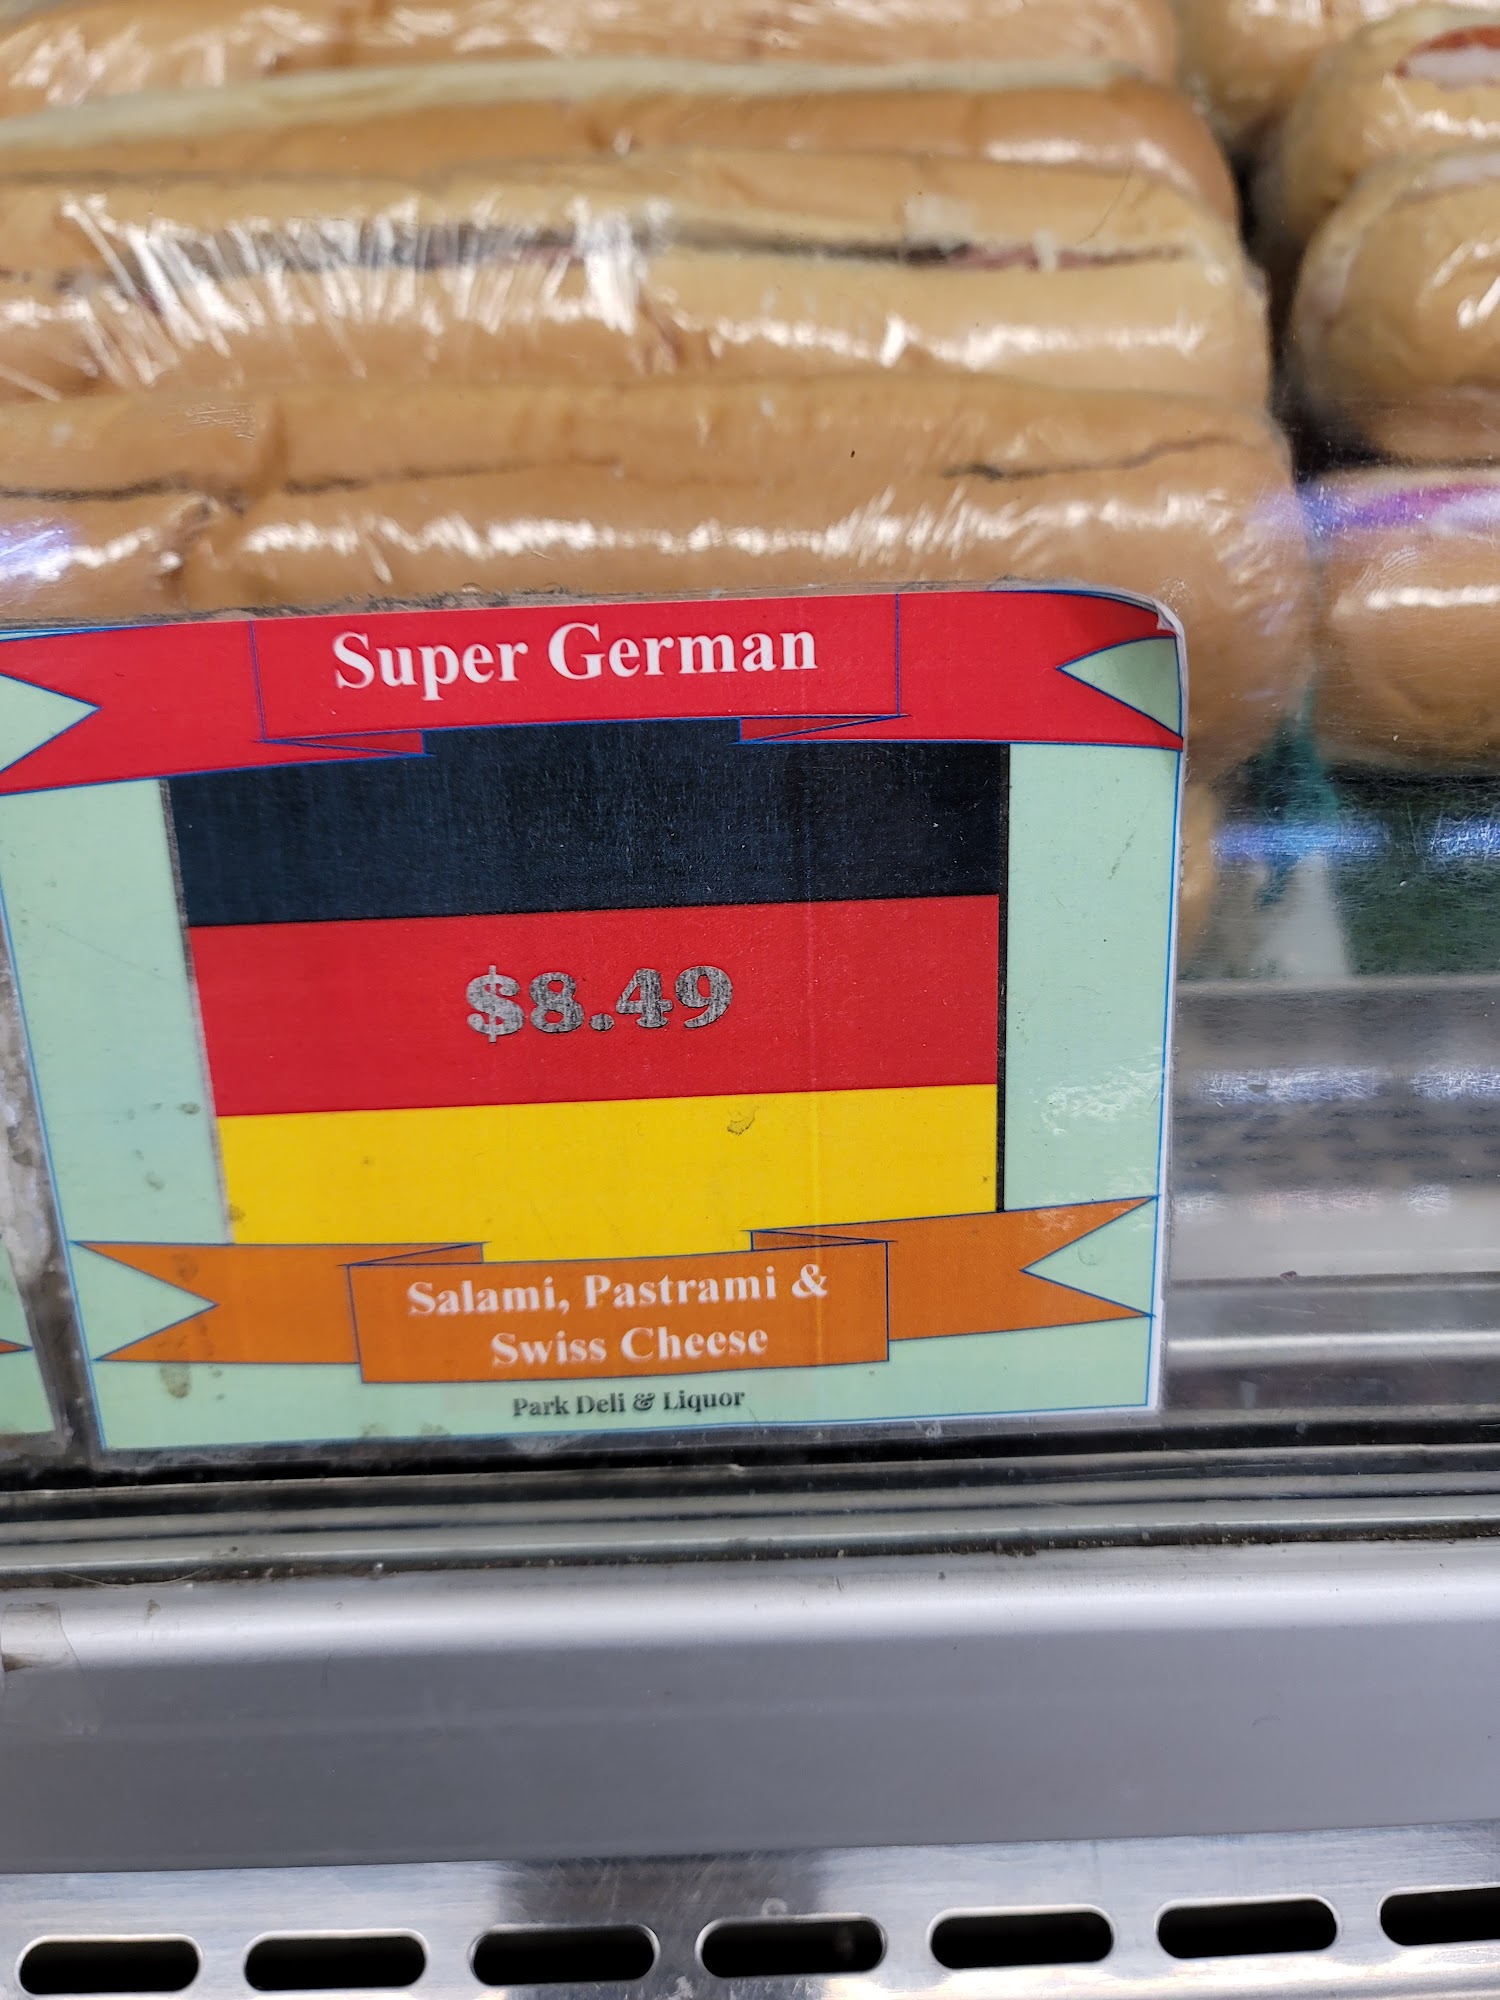 Super German
$8.49
Salami, Pastrami &
Swiss Cheese
Park Deli & Liquor